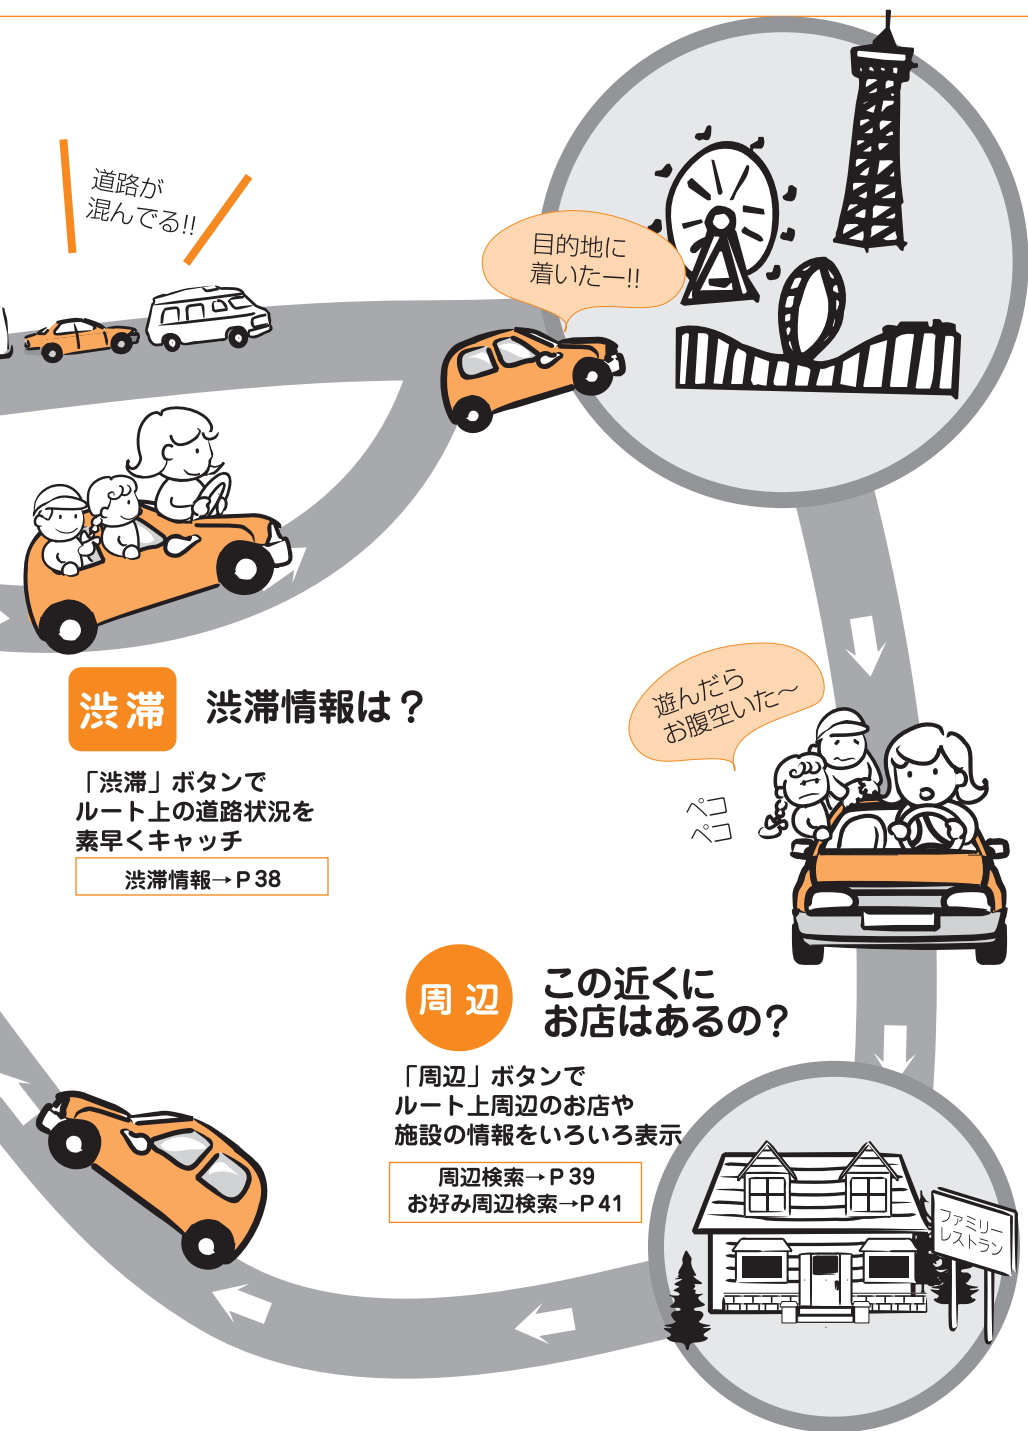 道路が
混んでる!!
目的地に
着いたー!!
渋滞
渋滞情報は？
「渋滞」ボタンで
ルート上の道路状況を
素早くキャッチ
渋滞情報→P38
遊んだら
お腹空いた～
ペコ
ペコ
周辺
この近くに
お店はあるの？
「周辺」ボタンで
ルート上周辺のお店や
施設の情報をいろいろ表示
周辺検索→P39
お好み周辺検索→P41
ファミリー
レストラン